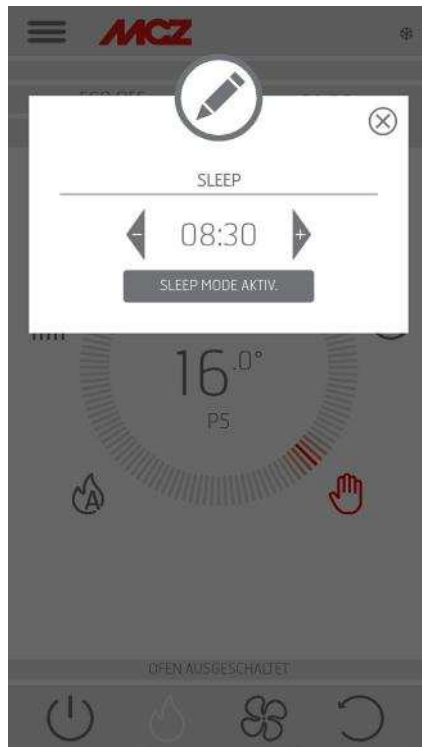 MCZ
SLEEP
- 08:30 +
SLEEP MODE AKTIV.
16.0°
P5
A
OFEN AUSGESCHALTET